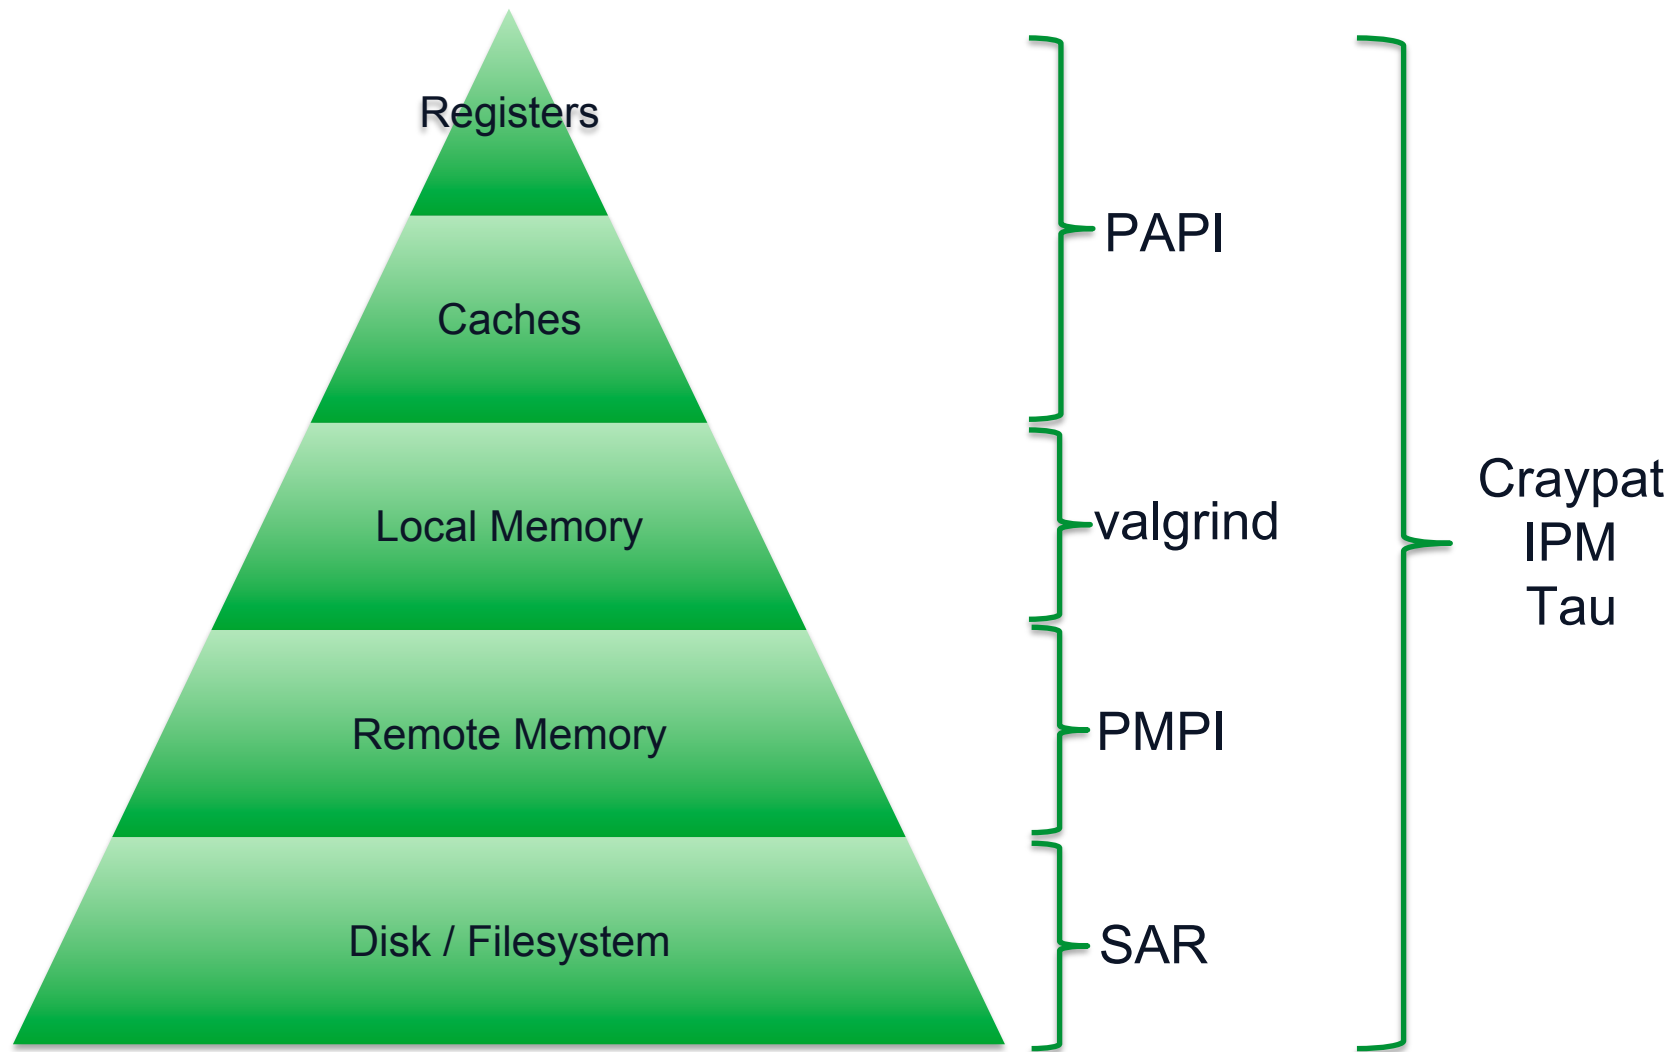 Registers
Caches
Local Memory
Remote Memory
Disk / Filesystem
PAPI
valgrind
PMPI
SAR
Craypat
IPM
Tau